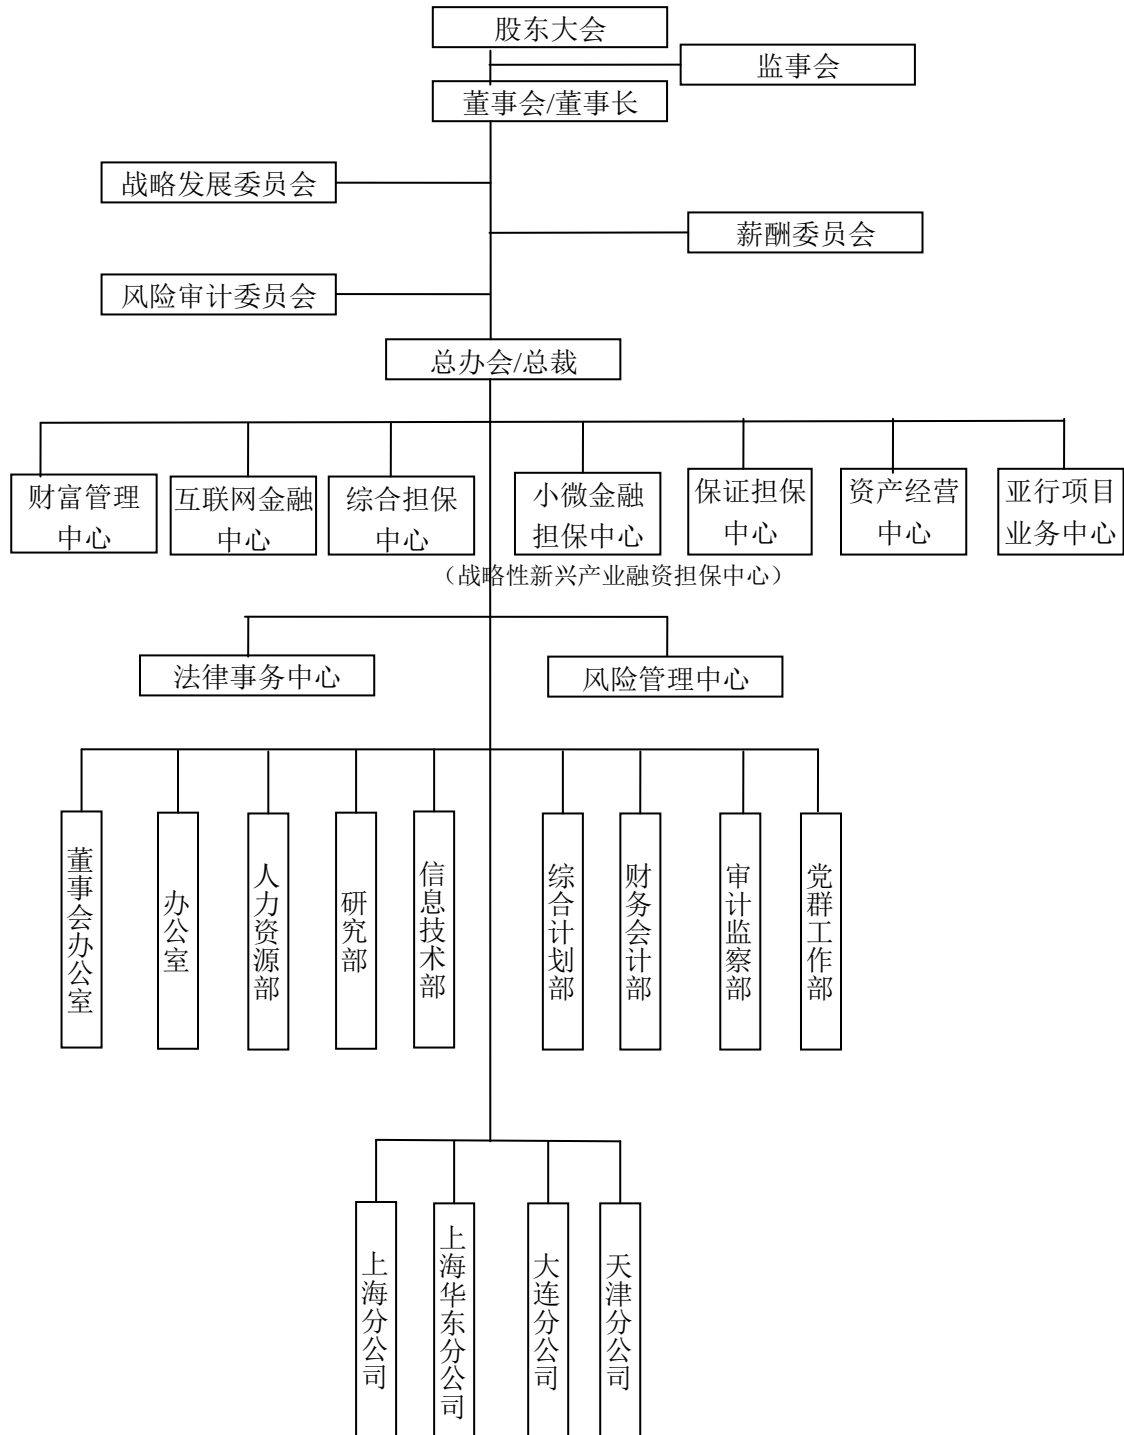 股东大会
监事会
董事会/董事长
战略发展委员会
薪酬委员会
风险审计委员会
总办会/总裁
财富管理
中心
互联网金融
中心
综合担保
中心
小微金融
担保中心
保证担保
中心
资产经营
中心
亚行项目
业务中心
（战略性新兴产业融资担保中心）
法律事务中心
风险管理中心
董事会办公室
办公室
人力资源部
研究部
信息技术部
综合计划部
财务会计部
审计监察部
党群工作部
上海分公司
上海华东分公司
大连分公司
天津分公司